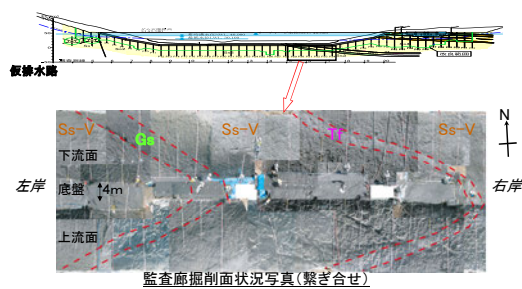 仮排水路
Ss-V
Gs
Ss-V
Tf
Ss-V
N
下流面
左岸
底盤
4m
右岸
上流面
監査廊掘削面状況写真(繋ぎ合せ)